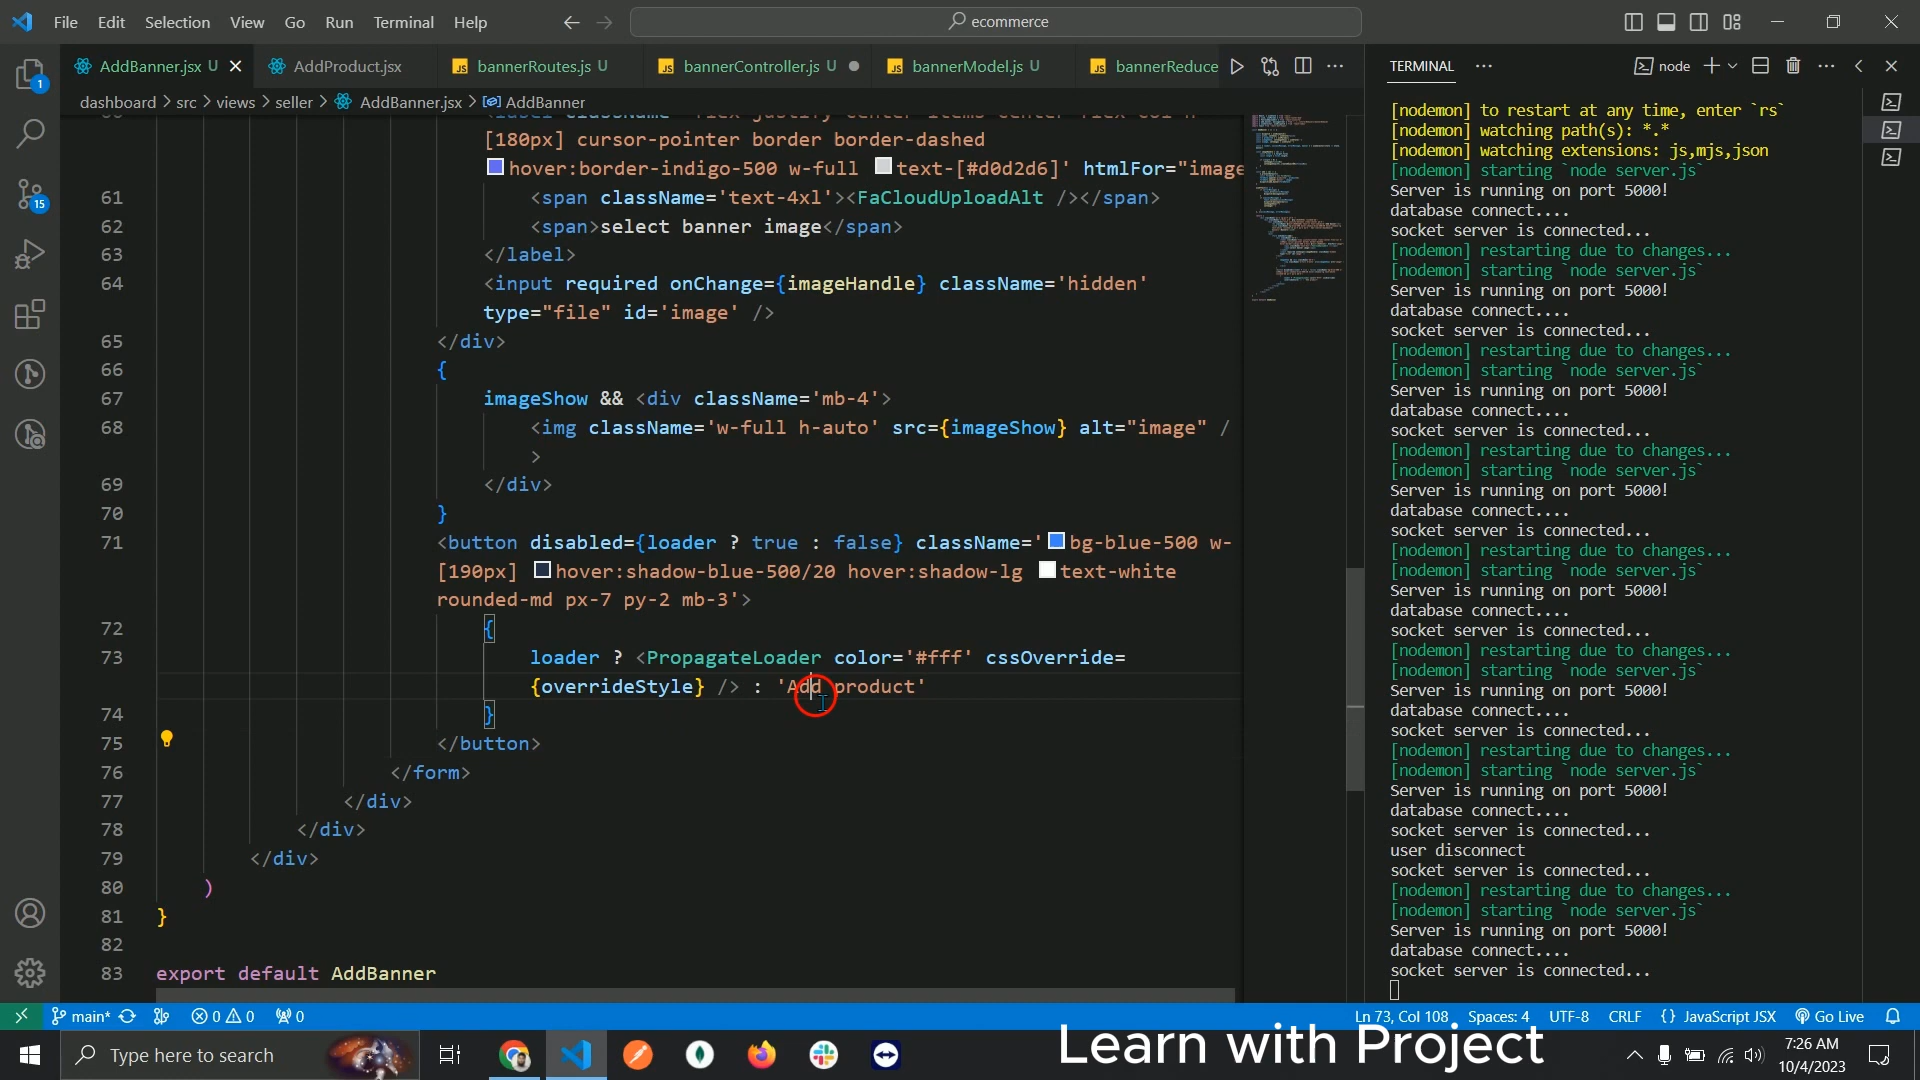 File Edit Selection View Go Run Terminal Help ecommerce
AddBanner.jsx U AddProduct.jsx bannerRoutes.js U bannerController.js U bannerModel.js U bannerReduce
dashboard > src > views > seller > AddBanner.jsx > AddBanner
[180px] cursor-pointer border border-dashed
hover:border-indigo-500 w-full text-[#d0d2d6]' htmlFor="image
61 <span className='text-4xl'><FaCloudUploadAlt /></span>
62 <span>select banner image</span>
63 </label>
64 <input required onChange={imageHandle} className='hidden'
type="file" id='image' />
65 </div>
66 {
67 imageShow && <div className='mb-4'>
68 <img className='w-full h-auto' src={imageShow} alt="image" /
>
69 </div>
70 }
71 <button disabled={loader ? true : false} className='bg-blue-500 w-
[190px] hover:shadow-blue-500/20 hover:shadow-lg text-white
rounded-md px-7 py-2 mb-3'>
72 {
73 loader ? <PropagateLoader color='#fff' cssOverride=
{overrideStyle} /> : 'Add product'
74 }
75 </button>
76 </form>
77 </div>
78 </div>
79 </div>
80 )
81 }
82
83 export default AddBanner
TERMINAL node
[nodemon] to restart at any time, enter `rs`
[nodemon] watching path(s): *.*
[nodemon] watching extensions: js,mjs,json
[nodemon] starting `node server.js`
Server is running on port 5000!
database connect....
socket server is connected...
[nodemon] restarting due to changes...
[nodemon] starting `node server.js`
Server is running on port 5000!
database connect....
socket server is connected...
[nodemon] restarting due to changes...
[nodemon] starting `node server.js`
Server is running on port 5000!
database connect....
socket server is connected...
[nodemon] restarting due to changes...
[nodemon] starting `node server.js`
Server is running on port 5000!
database connect....
socket server is connected...
[nodemon] restarting due to changes...
[nodemon] starting `node server.js`
Server is running on port 5000!
database connect....
socket server is connected...
[nodemon] restarting due to changes...
[nodemon] starting `node server.js`
Server is running on port 5000!
database connect....
socket server is connected...
[nodemon] restarting due to changes...
[nodemon] starting `node server.js`
Server is running on port 5000!
database connect....
socket server is connected...
user disconnect
socket server is connected...
[nodemon] restarting due to changes...
[nodemon] starting `node server.js`
Server is running on port 5000!
database connect....
socket server is connected...
1
15
main* 0 0 0 Ln 73, Col 108 Spaces: 4 UTF-8 CRLF {} JavaScript JSX Go Live
Type here to search
Learn with Project
7:26 AM
10/4/2023